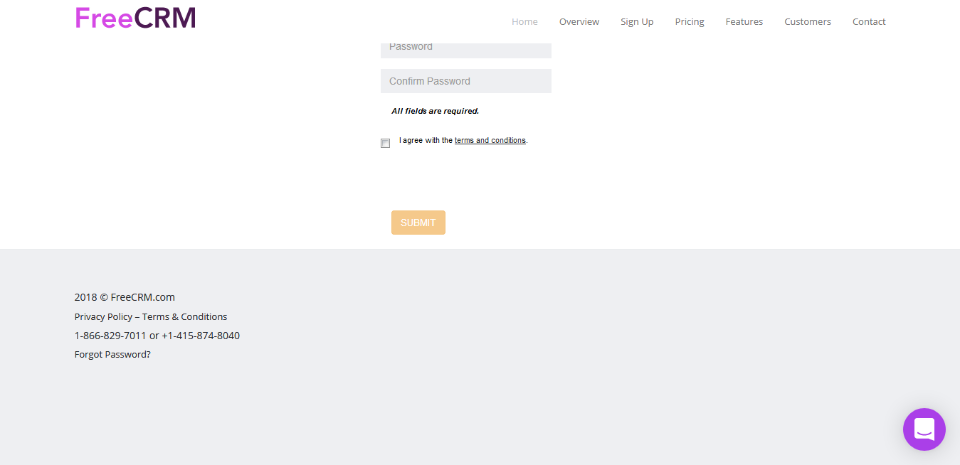 FreeCRM
Home Overview Sign Up Pricing Features Customers Contact
Password
Confirm Password
All fields are required.
I agree with the terms and conditions.
SUBMIT
2018 © FreeCRM.com
Privacy Policy – Terms & Conditions
1-866-829-7011 or +1-415-874-8040
Forgot Password?